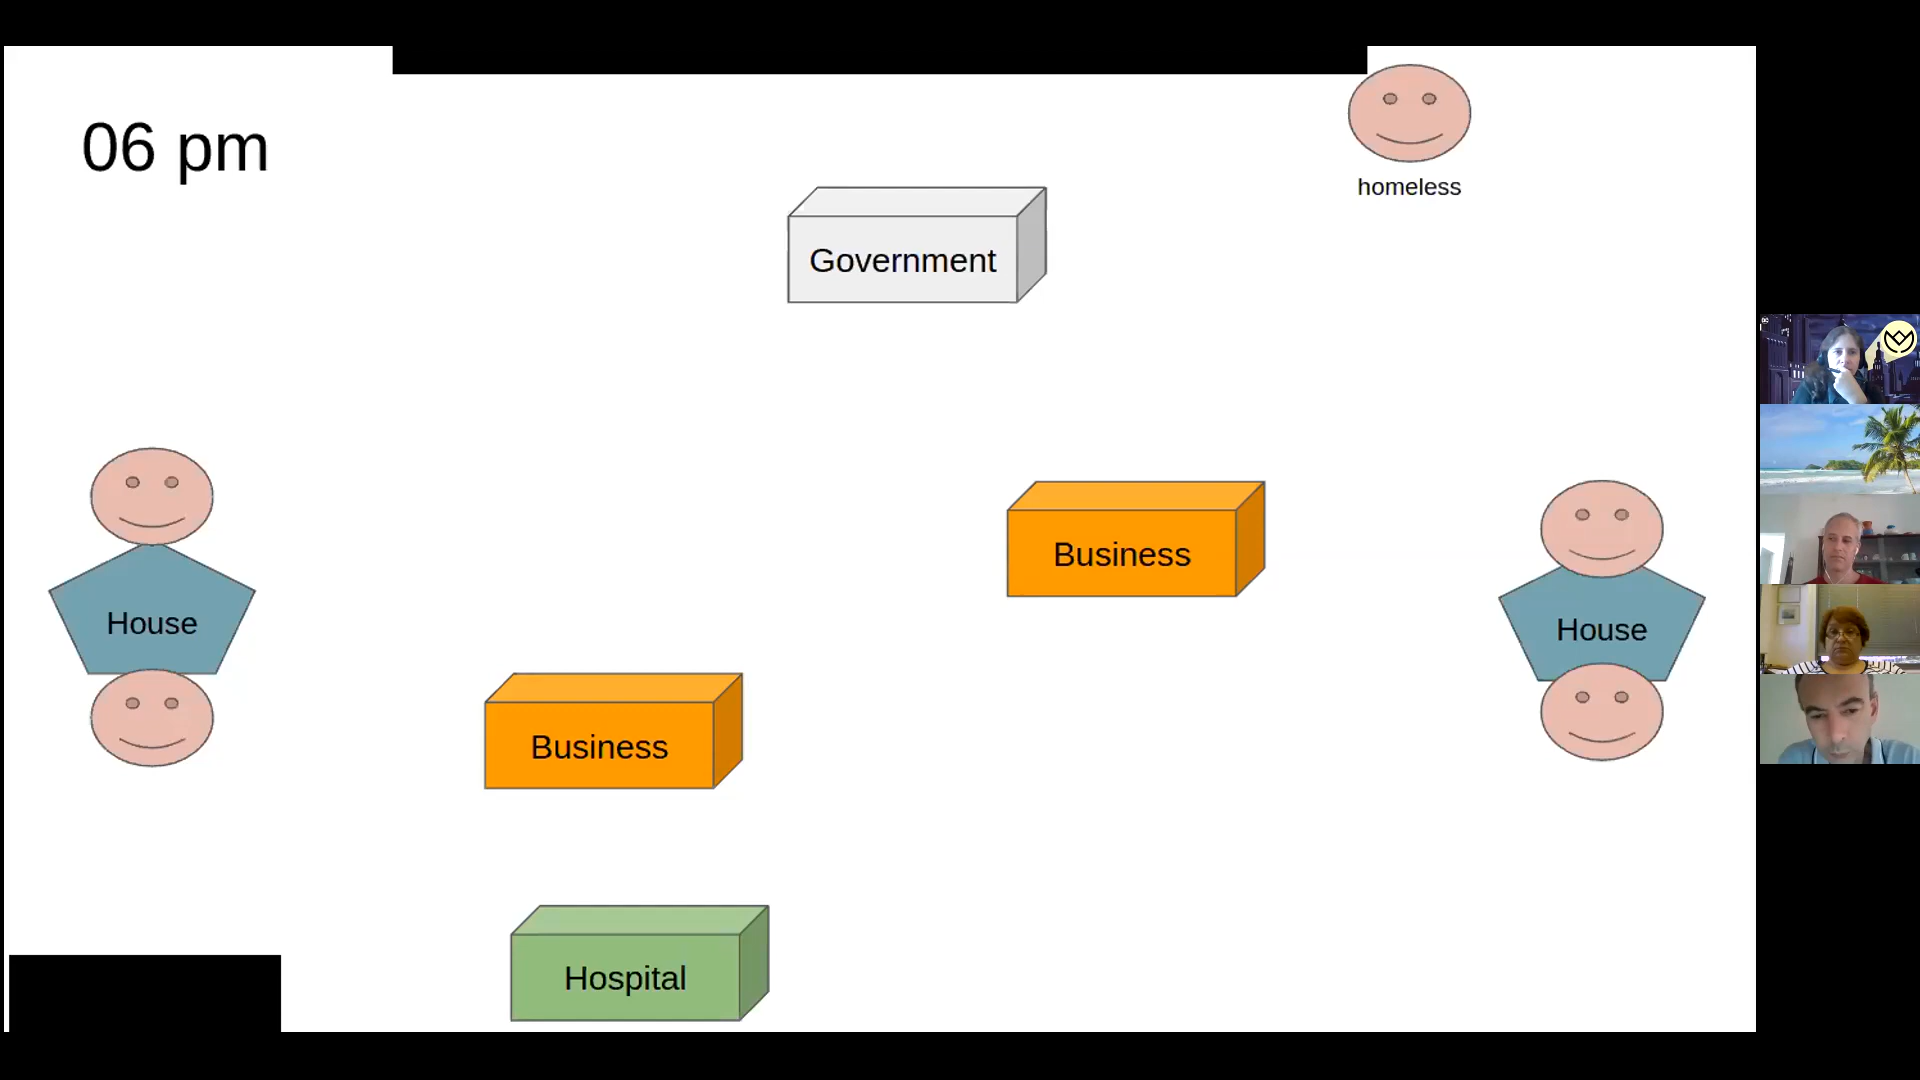 06 pm
homeless
Government
Business
House
House
Business
Hospital